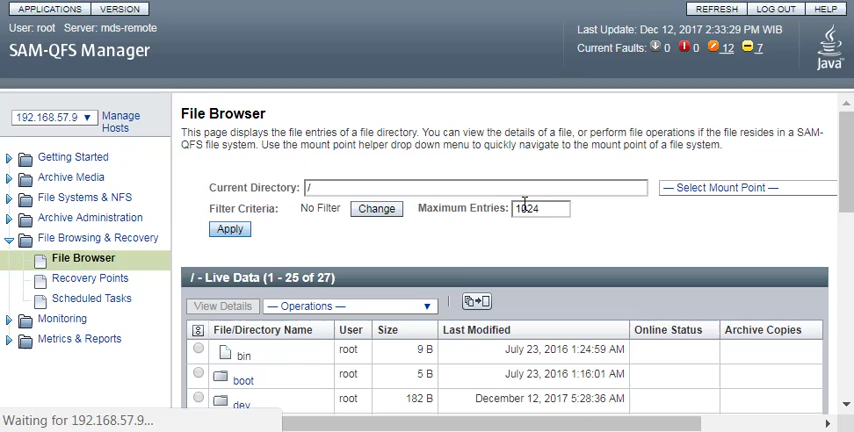 APPLICATIONS VERSION REFRESH LOG OUT HELP
User: root Server: mds-remote
Last Update: Dec 12, 2017 2:33:29 PM WIB
SAM-QFS Manager
Current Faults: 0 0 12 7
Java™
192.168.57.9 Manage Hosts
Getting Started
Archive Media
File Systems & NFS
Archive Administration
File Browsing & Recovery
File Browser
Recovery Points
Scheduled Tasks
Monitoring
Metrics & Reports
File Browser
This page displays the file entries of a file directory. You can view the details of a file, or perform file operations if the file resides in a SAM-
QFS file system. Use the mount point helper drop down menu to quickly navigate to the mount point of a file system.
Current Directory: / — Select Mount Point —
Filter Criteria: No Filter Change Maximum Entries: 1024
Apply
/ - Live Data (1 - 25 of 27)
View Details — Operations —
File/Directory Name User Size Last Modified Online Status Archive Copies
bin root 9 B July 23, 2016 1:24:59 AM
boot root 5 B July 23, 2016 1:16:01 AM
dev root 182 B December 12, 2017 5:28:36 AM
Waiting for 192.168.57.9...